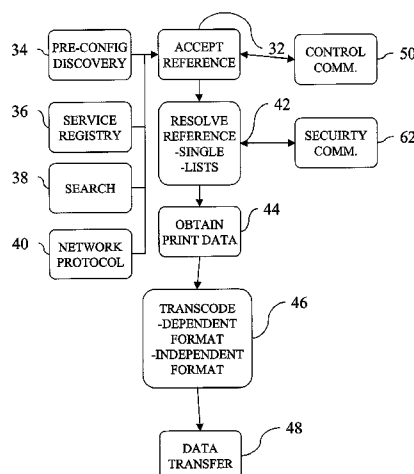 34
PRE-CONFIG
DISCOVERY
ACCEPT
REFERENCE
32
CONTROL
COMM.
50
36
SERVICE
REGISTRY
RESOLVE
REFERENCE
-SINGLE
-LISTS
42
SECUIRTY
COMM.
62
38
SEARCH
40
NETWORK
PROTOCOL
OBTAIN
PRINT DATA
44
TRANSCODE
-DEPENDENT
FORMAT
-INDEPENDENT
FORMAT
46
DATA
TRANSFER
48